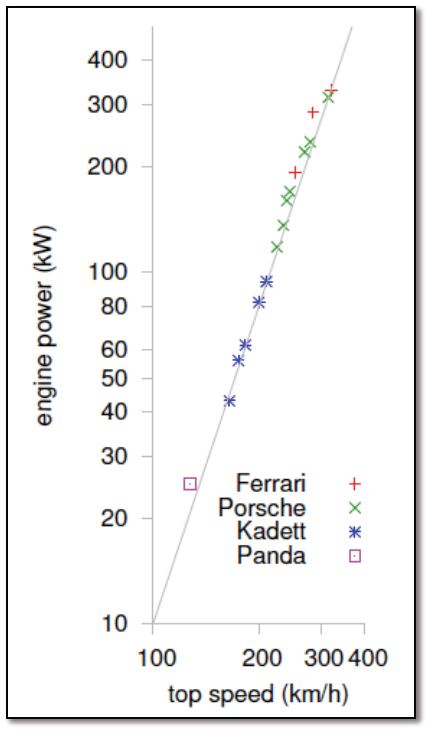 400
300
200
100
80
60
50
40
30
20
10
engine power (kW)
Ferrari
Porsche
Kadett
Panda
100 200 300 400
top speed (km/h)